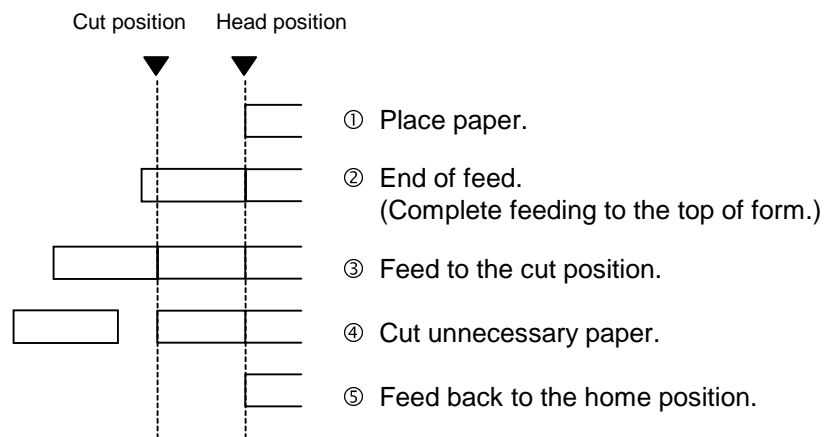 Cut position Head position
① Place paper.
② End of feed.
(Complete feeding to the top of form.)
③ Feed to the cut position.
④ Cut unnecessary paper.
⑤ Feed back to the home position.